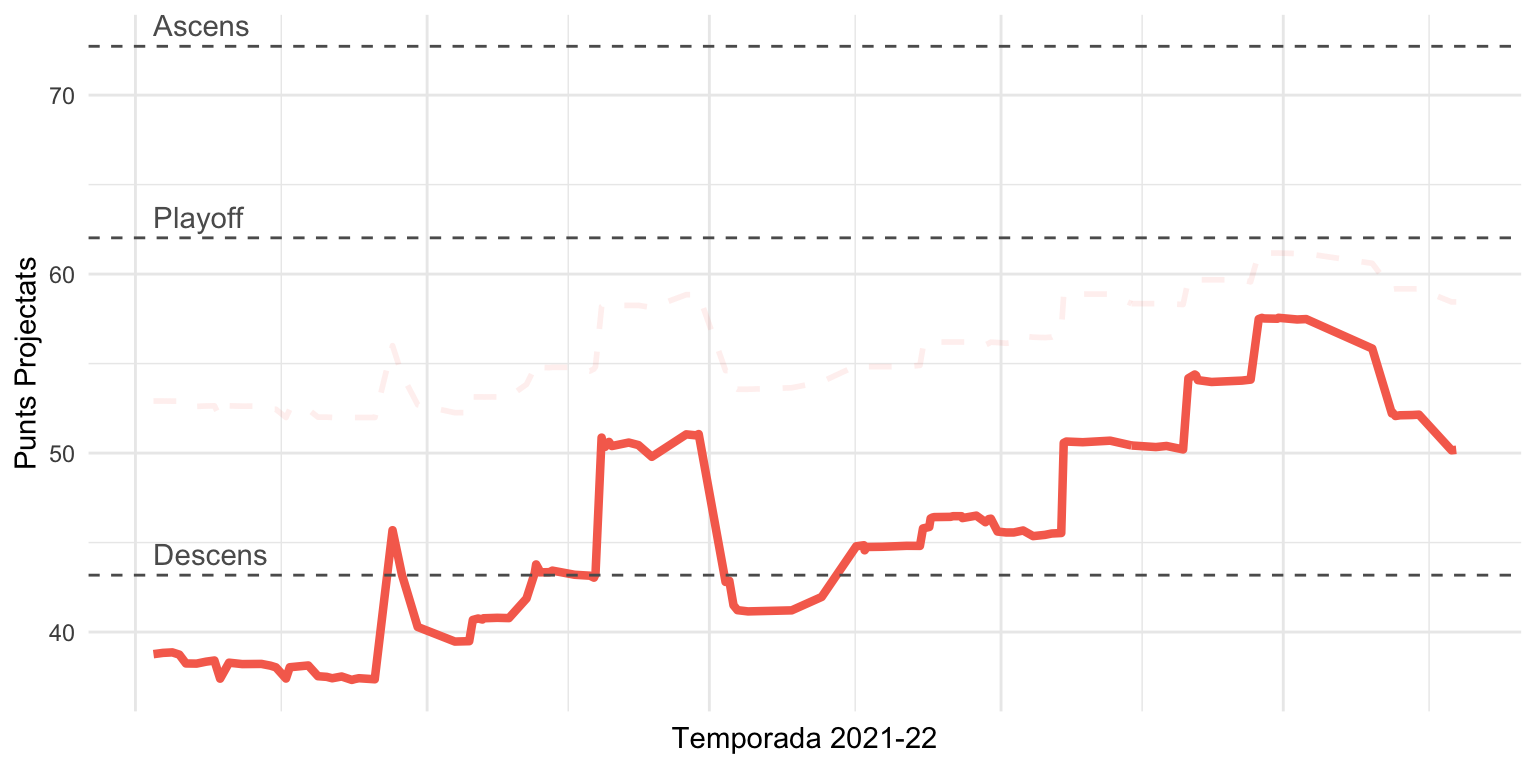 Ascens
70
Playoff
60
Punts Projectats
50
Descens
40
Temporada 2021-22